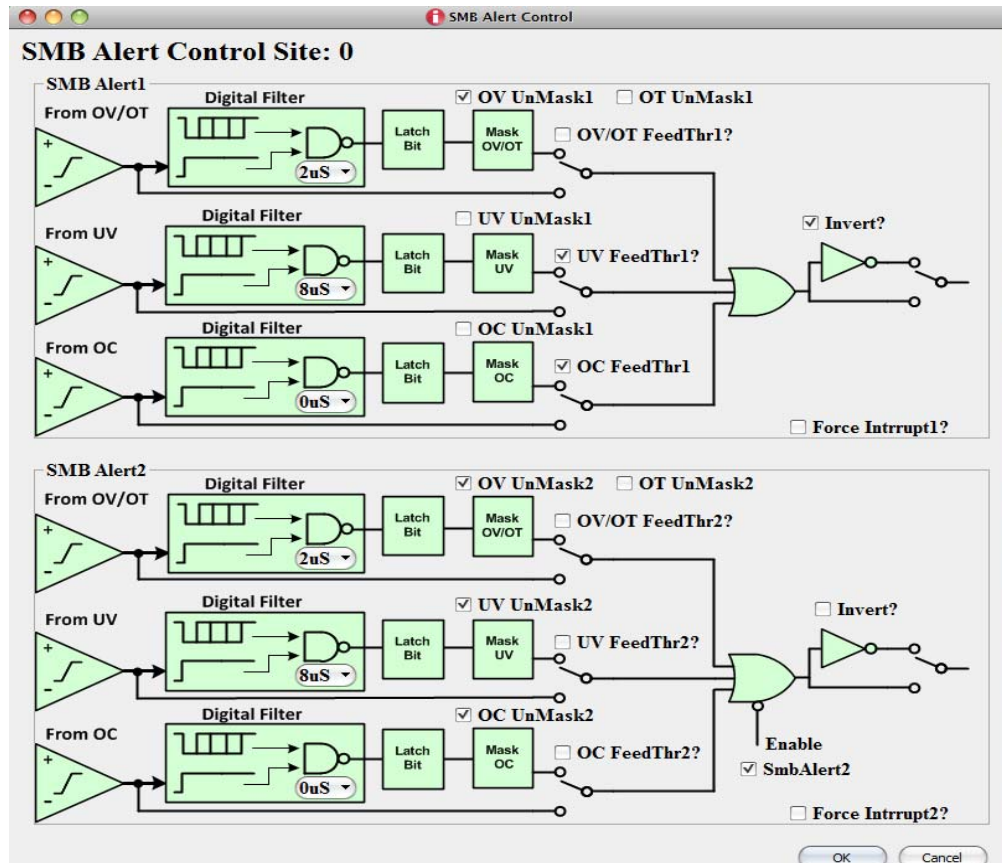 SMB Alert Control
SMB Alert Control Site: 0
SMB Alert1
From OV/OT
Digital Filter
2uS
Latch
Bit
Mask
OV/OT
OV UnMask1
OT UnMask1
OV/OT FeedThr1?
From UV
Digital Filter
8uS
Latch
Bit
Mask
UV
UV UnMask1
UV FeedThr1?
Invert?
From OC
Digital Filter
0uS
Latch
Bit
Mask
OC
OC UnMask1
OC FeedThr1
Force Intrrupt1?
SMB Alert2
From OV/OT
Digital Filter
2uS
Latch
Bit
Mask
OV/OT
OV UnMask2
OT UnMask2
OV/OT FeedThr2?
From UV
Digital Filter
8uS
Latch
Bit
Mask
UV
UV UnMask2
UV FeedThr2?
Invert?
From OC
Digital Filter
0uS
Latch
Bit
Mask
OC
OC UnMask2
OC FeedThr2?
Enable
SmbAlert2
Force Intrrupt2?
OK
Cancel